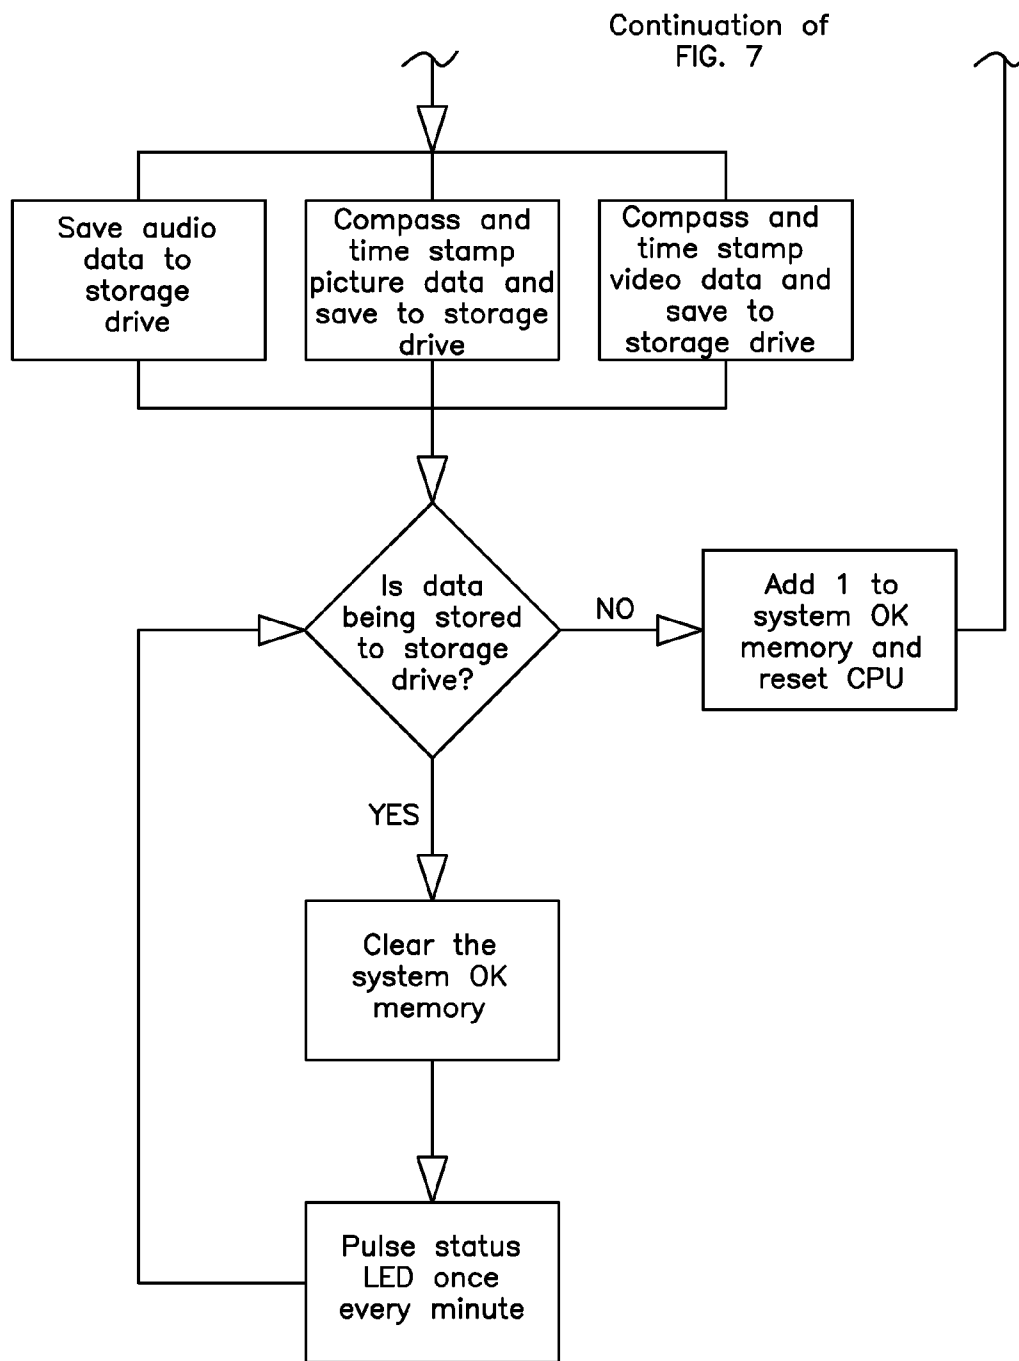 Continuation of
FIG. 7
Save audio
data to
storage
drive
Compass and
time stamp
picture data and
save to storage
drive
Compass and
time stamp
video data and
save to
storage drive
Is data
being stored
to storage
drive?
NO
Add 1 to
system OK
memory and
reset CPU
YES
Clear the
system OK
memory
Pulse status
LED once
every minute